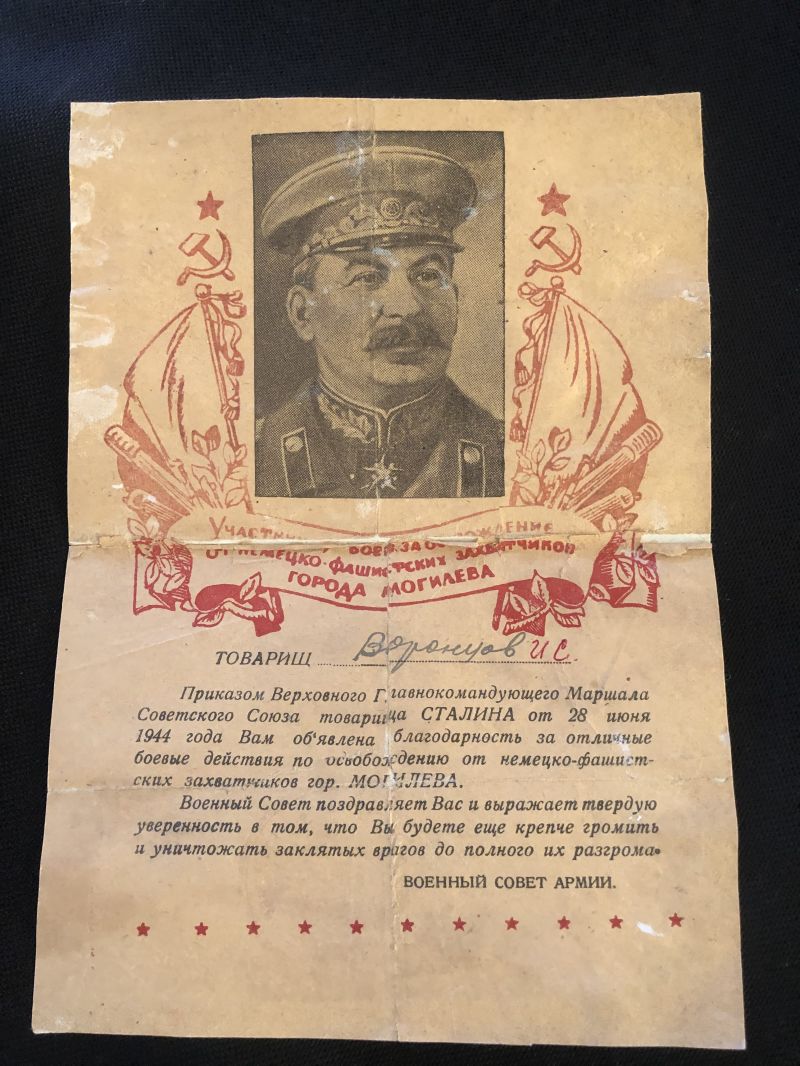 УЧАСТНИКУ БОЕВ ЗА ОСВОБОЖДЕНИЕ
ОТ НЕМЕЦКО-ФАШИСТСКИХ ЗАХВАТЧИКОВ
ГОРОДА МОГИЛЕВА
ТОВАРИЩ Воронцов И С.
Приказом Верховного Главнокомандующего Маршала
Советского Союза товарища СТАЛИНА от 28 июня
1944 года Вам об'явлена благодарность за отличные
боевые действия по освобождению от немецко-фашист-
ских захватчиков гор. МОГИЛЕВА.
Военный Совет поздравляет Вас и выражает твердую
уверенность в том, что Вы будете еще крепче громить
и уничтожать заклятых врагов до полного их разгрома.
ВОЕННЫЙ СОВЕТ АРМИИ.